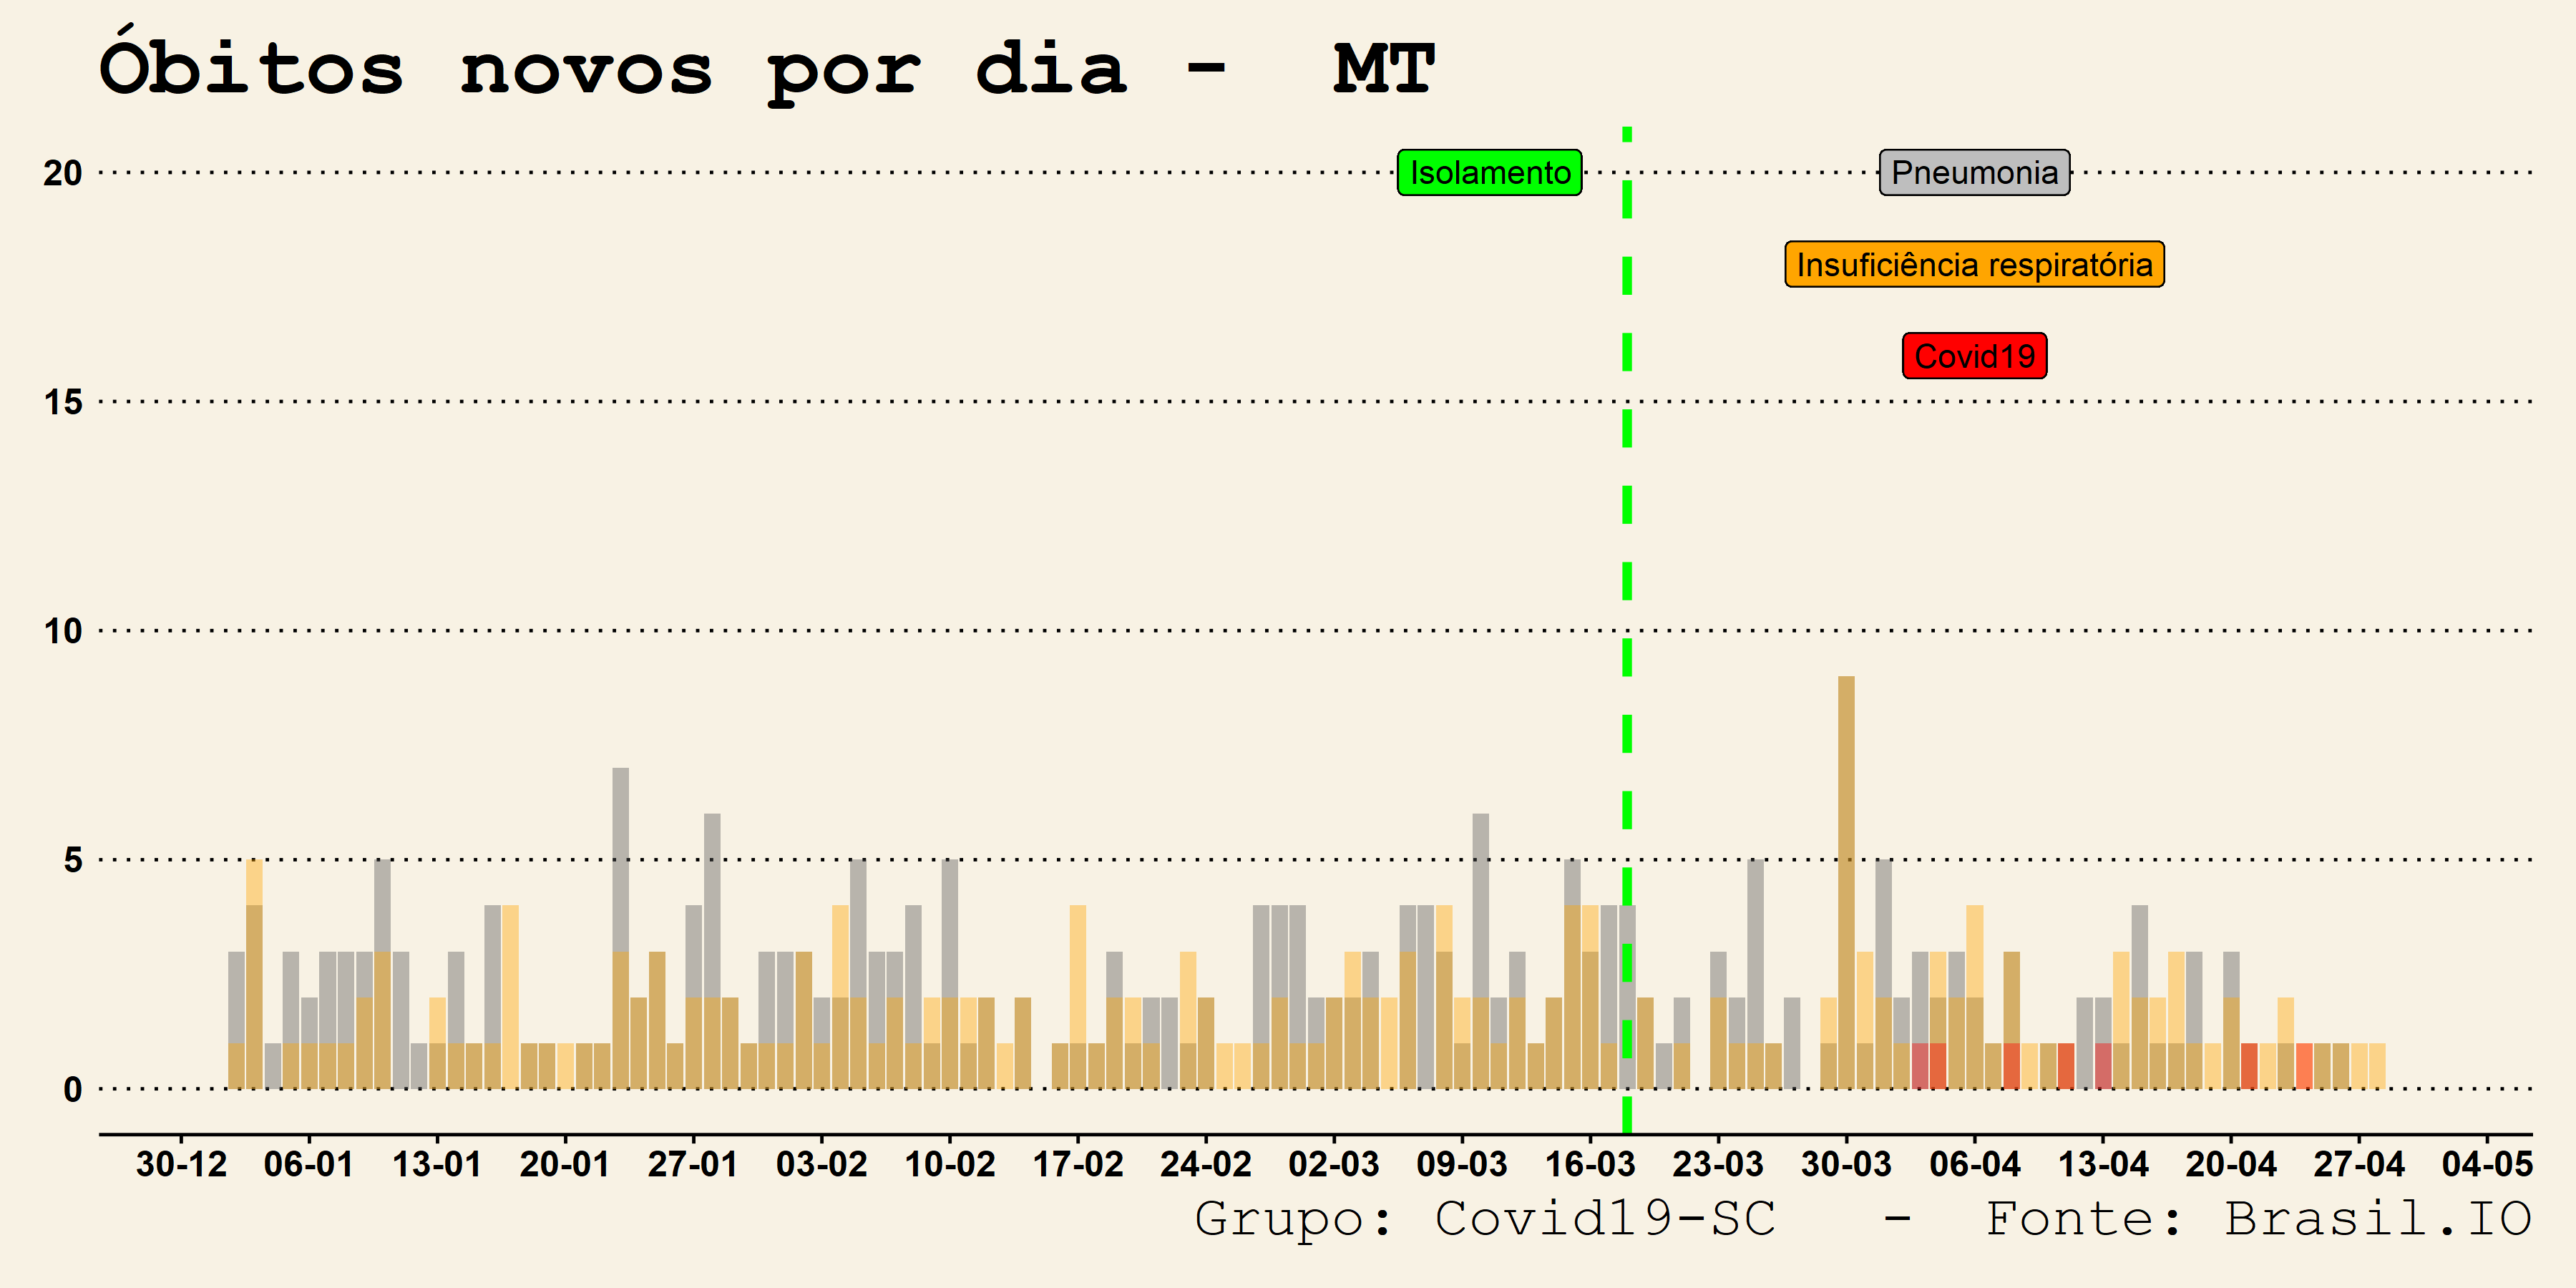 Óbitos novos por dia - MT
20
Isolamento
Pneumonia
Insuficiência respiratória
Covid19
15
10
5
0
30-12 06-01 13-01 20-01 27-01 03-02 10-02 17-02 24-02 02-03 09-03 16-03 23-03 30-03 06-04 13-04 20-04 27-04 04-05
Grupo: Covid19-SC - Fonte: Brasil.IO